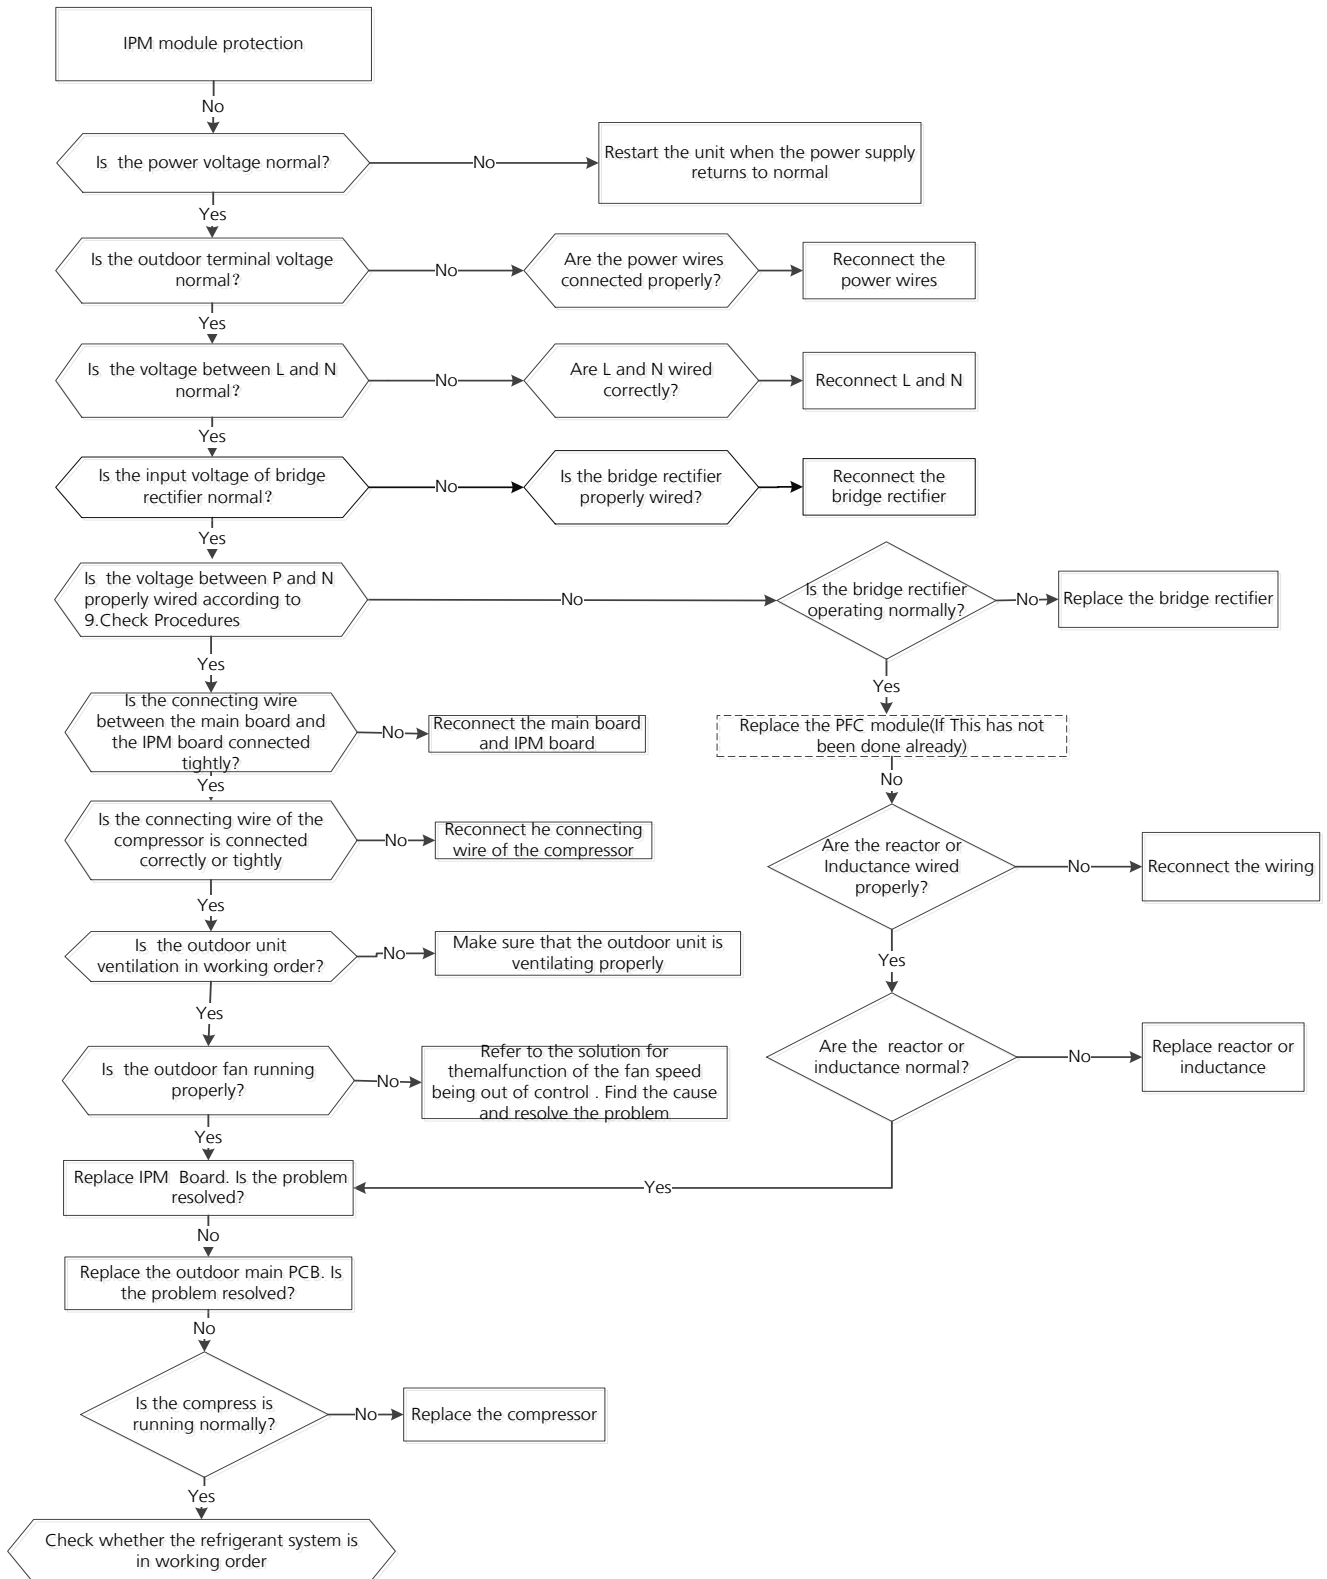 IPM module protection
No
Is the power voltage normal?
No
Restart the unit when the power supply
returns to normal
Yes
Is the outdoor terminal voltage
normal?
No
Are the power wires
connected properly?
Reconnect the
power wires
Yes
Is the voltage between L and N
normal?
No
Are L and N wired
correctly?
Reconnect L and N
Yes
Is the input voltage of bridge
rectifier normal?
No
Is the bridge rectifier
properly wired?
Reconnect the
bridge rectifier
Yes
Is the voltage between P and N
properly wired according to
9.Check Procedures
No
Is the bridge rectifier
operating normally?
No
Replace the bridge rectifier
Yes
Yes
Is the connecting wire
between the main board and
the IPM board connected
tightly?
No
Reconnect the main board
and IPM board
Replace the PFC module(If This has not
been done already)
Yes
No
Is the connecting wire of the
compressor is connected
correctly or tightly
No
Reconnect he connecting
wire of the compressor
Are the reactor or
Inductance wired
properly?
No
Reconnect the wiring
Yes
Is the outdoor unit
ventilation in working order?
No
Make sure that the outdoor unit is
ventilating properly
Yes
Yes
Is the outdoor fan running
properly?
No
Refer to the solution for
themalfunction of the fan speed
being out of control . Find the cause
and resolve the problem
Are the reactor or
inductance normal?
No
Replace reactor or
inductance
Yes
Replace IPM Board. Is the problem
resolved?
Yes
No
Replace the outdoor main PCB. Is
the problem resolved?
No
Is the compress is
running normally?
No
Replace the compressor
Yes
Check whether the refrigerant system is
in working order